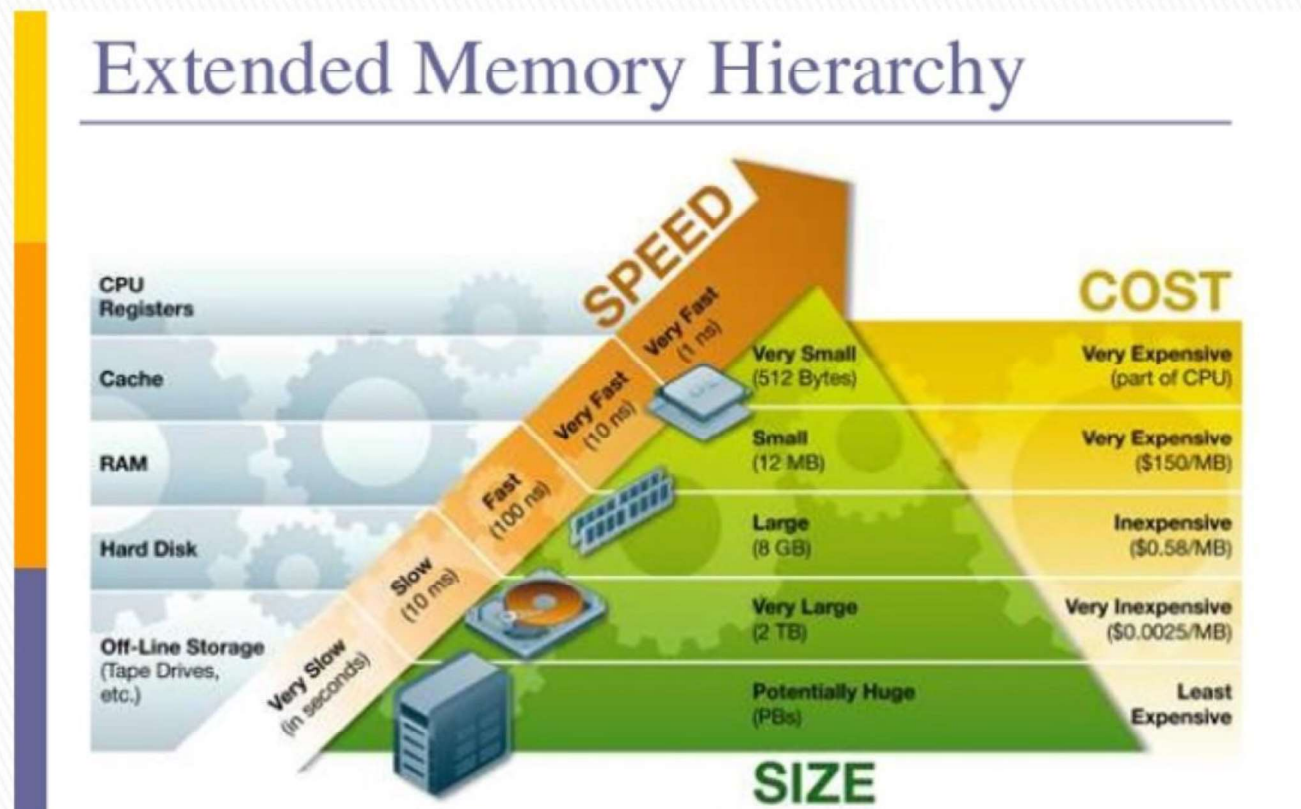 Extended Memory Hierarchy
CPU
Registers
Cache
RAM
Hard Disk
Off-Line Storage
(Tape Drives,
etc.)
SPEED
Very Fast
(1 ns)
Very Fast
(10 ns)
Fast
(100 ns)
Slow
(10 ms)
Very Slow
(in seconds)
Very Small
(512 Bytes)
Small
(12 MB)
Large
(8 GB)
Very Large
(2 TB)
Potentially Huge
(PBs)
SIZE
COST
Very Expensive
(part of CPU)
Very Expensive
($150/MB)
Inexpensive
($0.58/MB)
Very Inexpensive
($0.0025/MB)
Least
Expensive